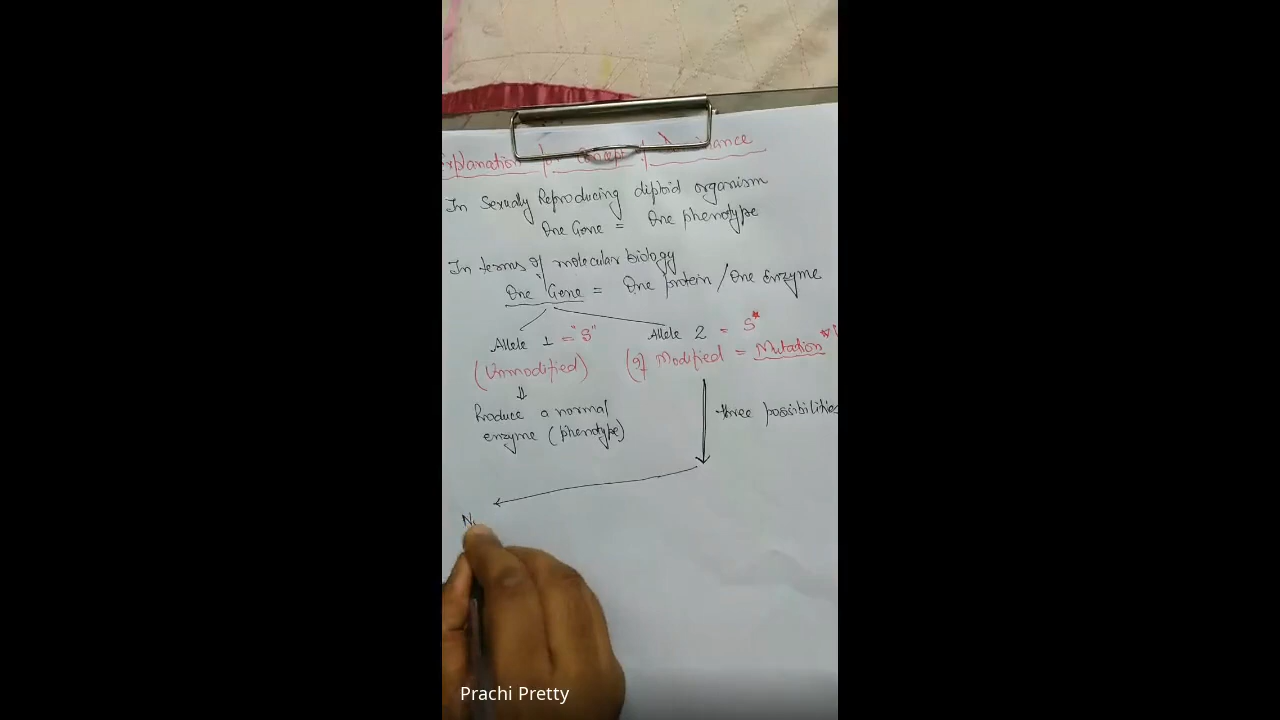 Explanation for Concept of
In Sexually Reproducing diploid organism
One Gene = One phenotype
In terms of molecular biology
One Gene = One protein / One Enzyme
Allele 1 = "S" Allele 2 = S*
(Unmodified) (If Modified = Mutation*
Produce a normal three possibilities
enzyme (phenotype)
N
Prachi Pretty